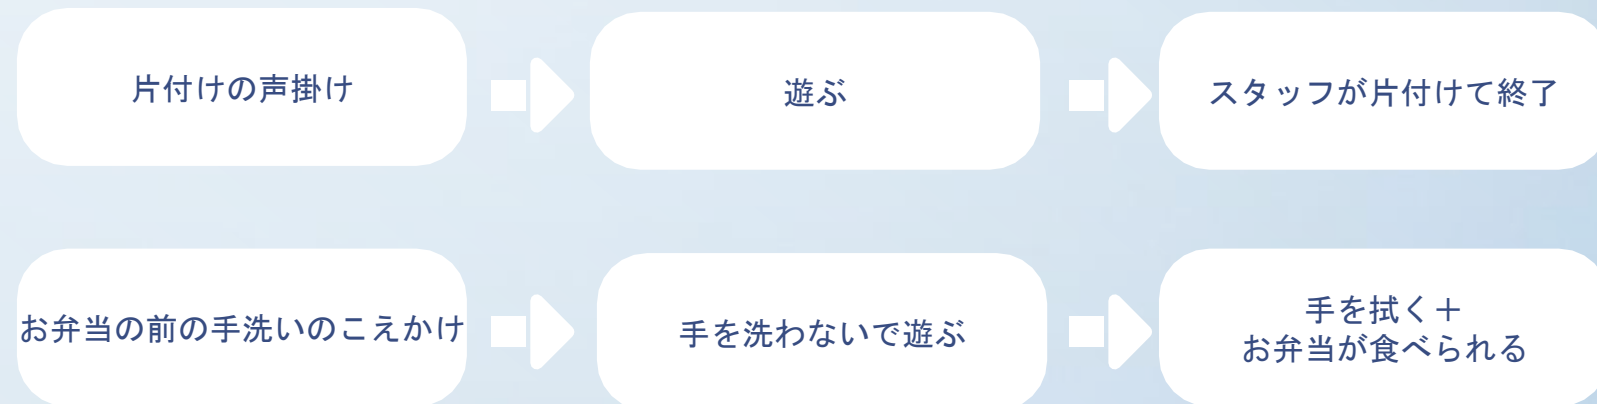 片付けの声掛け
遊ぶ
スタッフが片付けて終了
お弁当の前の手洗いのこえかけ
手を洗わないで遊ぶ
手を拭く＋
お弁当が食べられる